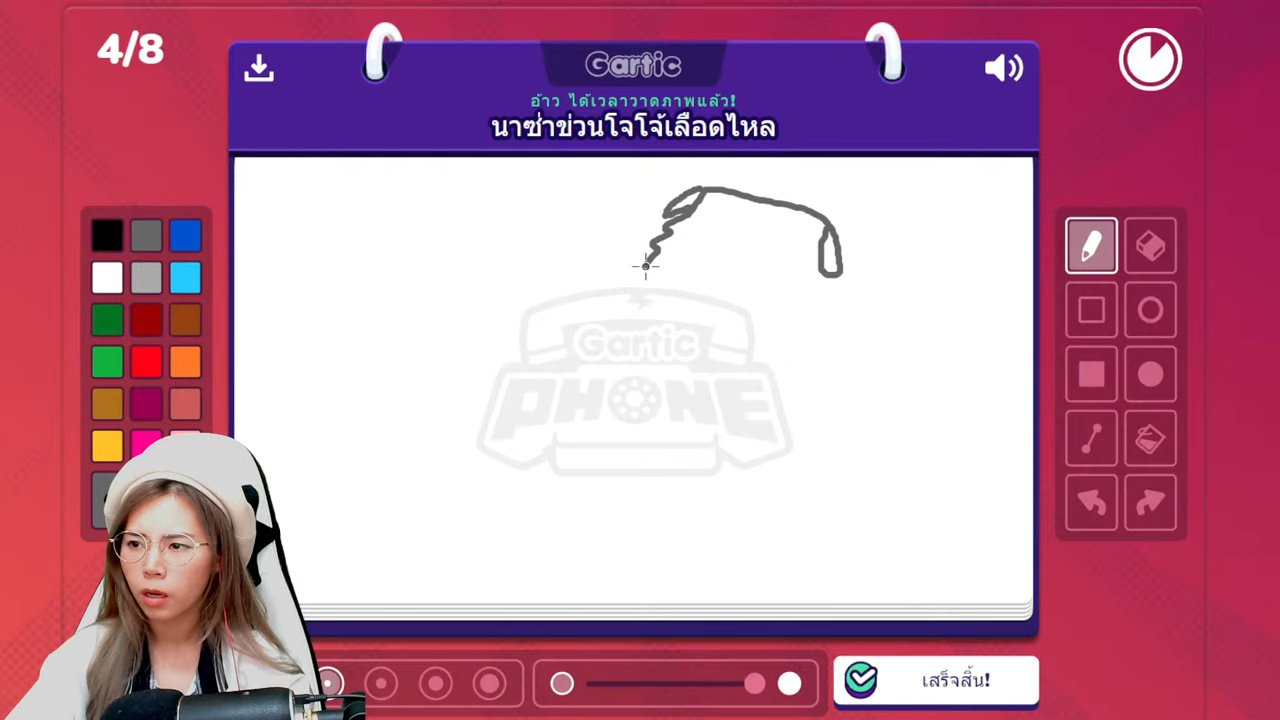 4/8
Gartic
อ้าว ได้เวลาวาดภาพแล้ว!
นาซ่าข่วนโจโจ้เลือดไหล
Gartic
PHONE
เสร็จสิ้น!